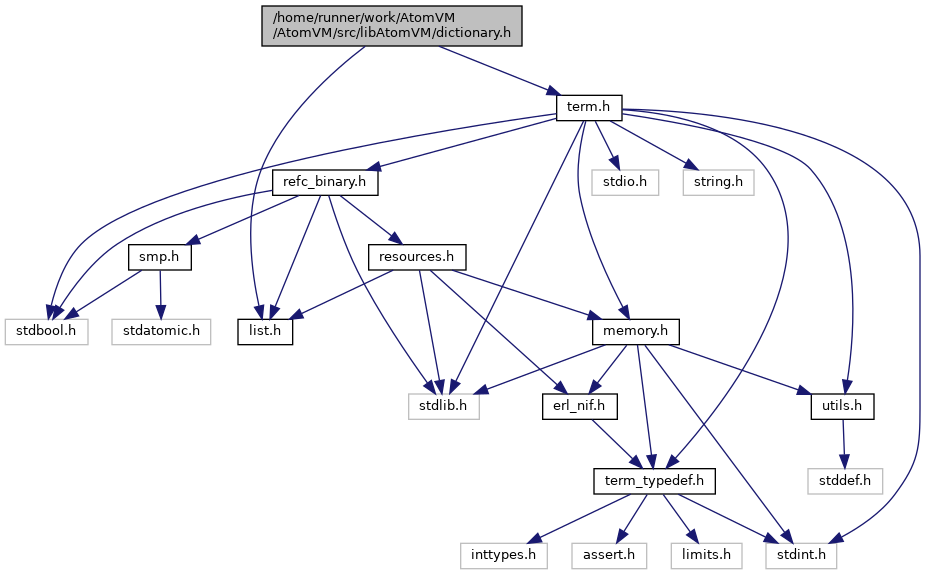 /home/runner/work/AtomVM
/AtomVM/src/libAtomVM/dictionary.h
term.h
refc_binary.h
stdio.h
string.h
smp.h
resources.h
stdbool.h
stdatomic.h
list.h
memory.h
stdlib.h
erl_nif.h
utils.h
term_typedef.h
stddef.h
inttypes.h
assert.h
limits.h
stdint.h